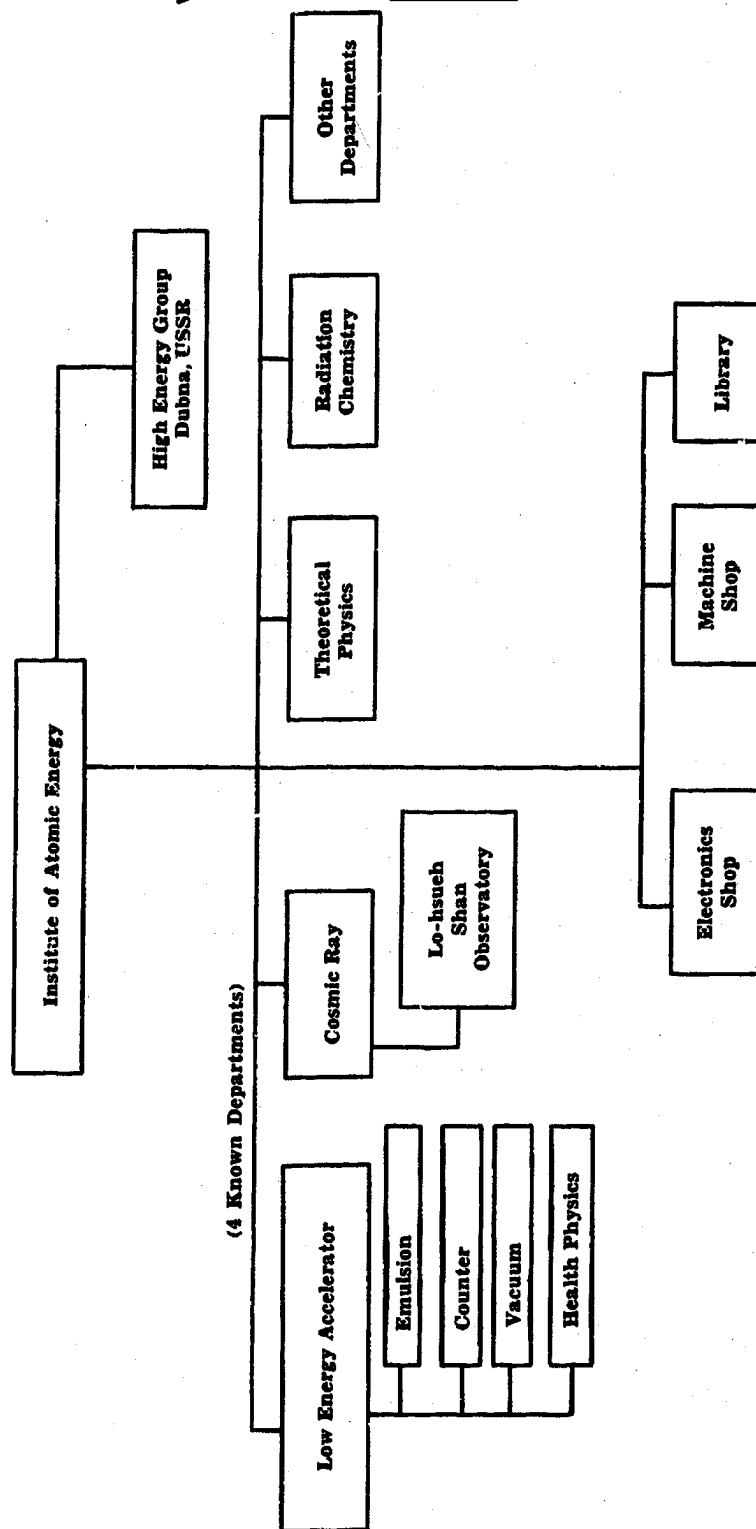 Institute of Atomic Energy
High Energy Group
Dubna, USSR
(4 Known Departments)
Low Energy Accelerator
Cosmic Ray
Theoretical
Physics
Radiation
Chemistry
Other
Departments
Emulsion
Counter
Vacuum
Health Physics
Lo-hsueh
Shan
Observatory
Electronics
Shop
Machine
Shop
Library